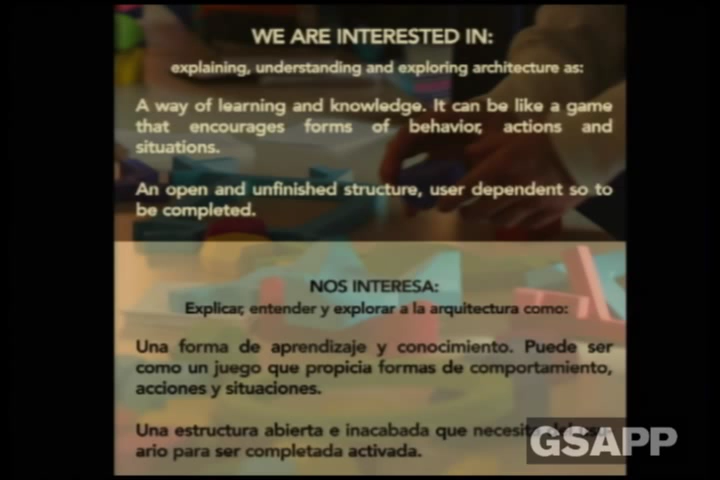 WE ARE INTERESTED IN:
explaining, understanding and exploring architecture as:
A way of learning and knowledge. It can be like a game
that encourages forms of behavior, actions and
situations.
An open and unfinished structure, user dependent so to
be completed.
NOS INTERESA:
Explicar, entender y explorar a la arquitectura como:
Una forma de aprendizaje y conocimiento. Puede ser
como un juego que propicia formas de comportamiento,
acciones y situaciones.
Una estructura abierta e inacabada que necesita
ario para ser completada activada.
GSAPP